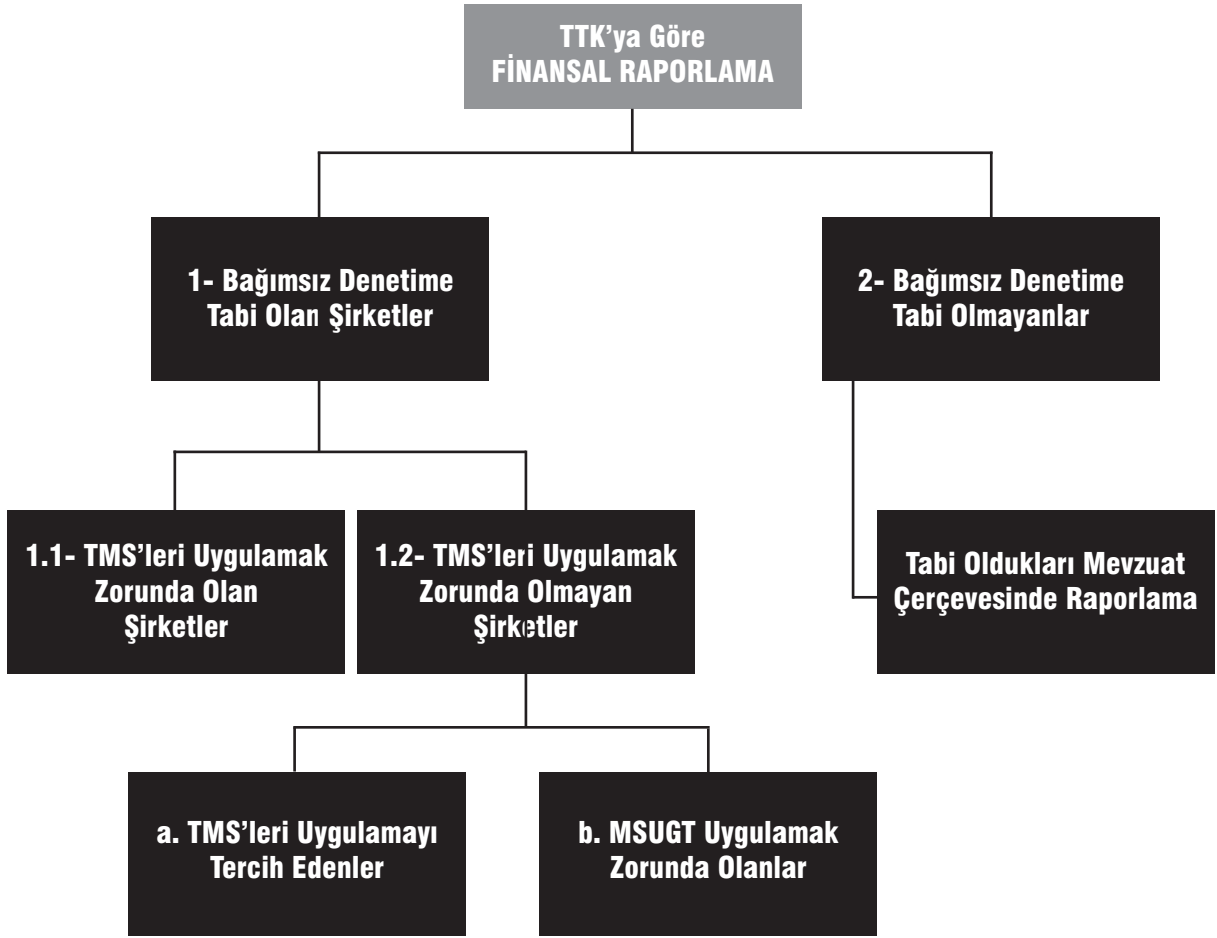 TTK'ya Göre
FİNANSAL RAPORLAMA
1- Bağımsız Denetime
Tabi Olan Şirketler
2- Bağımsız Denetime
Tabi Olmayanlar
1.1- TMS'leri Uygulamak
Zorunda Olan
Şirketler
1.2- TMS'leri Uygulamak
Zorunda Olmayan
Şirketler
Tabi Oldukları Mevzuat
Çerçevesinde Raporlama
a. TMS'leri Uygulamayı
Tercih Edenler
b. MSUGT Uygulamak
Zorunda Olanlar